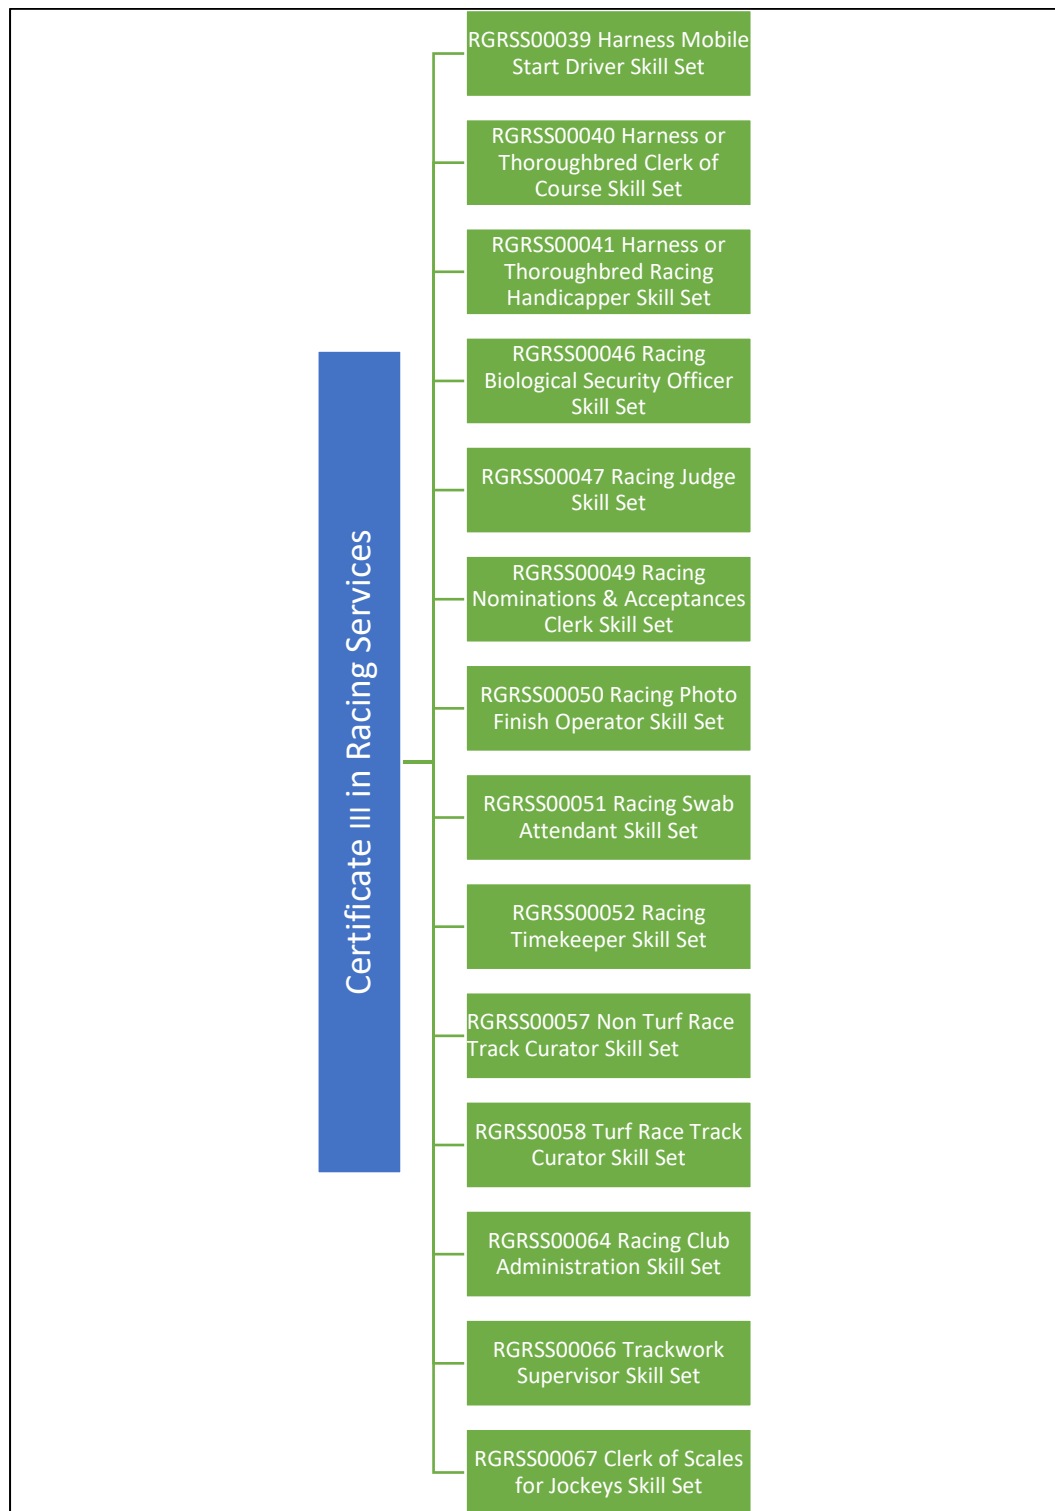 RGRSS00039 Harness Mobile
Start Driver Skill Set
RGRSS00040 Harness or
Thoroughbred Clerk of
Course Skill Set
RGRSS00041 Harness or
Thoroughbred Racing
Handicapper Skill Set
RGRSS00046 Racing
Biological Security Officer
Skill Set
RGRSS00047 Racing Judge
Skill Set
RGRSS00049 Racing
Nominations & Acceptances
Clerk Skill Set
RGRSS00050 Racing Photo
Finish Operator Skill Set
RGRSS00051 Racing Swab
Attendant Skill Set
RGRSS00052 Racing
Timekeeper Skill Set
RGRSS00057 Non Turf Race
Track Curator Skill Set
RGRSS0058 Turf Race Track
Curator Skill Set
RGRSS00064 Racing Club
Administration Skill Set
RGRSS00066 Trackwork
Supervisor Skill Set
RGRSS00067 Clerk of Scales
for Jockeys Skill Set
Certificate III in Racing Services